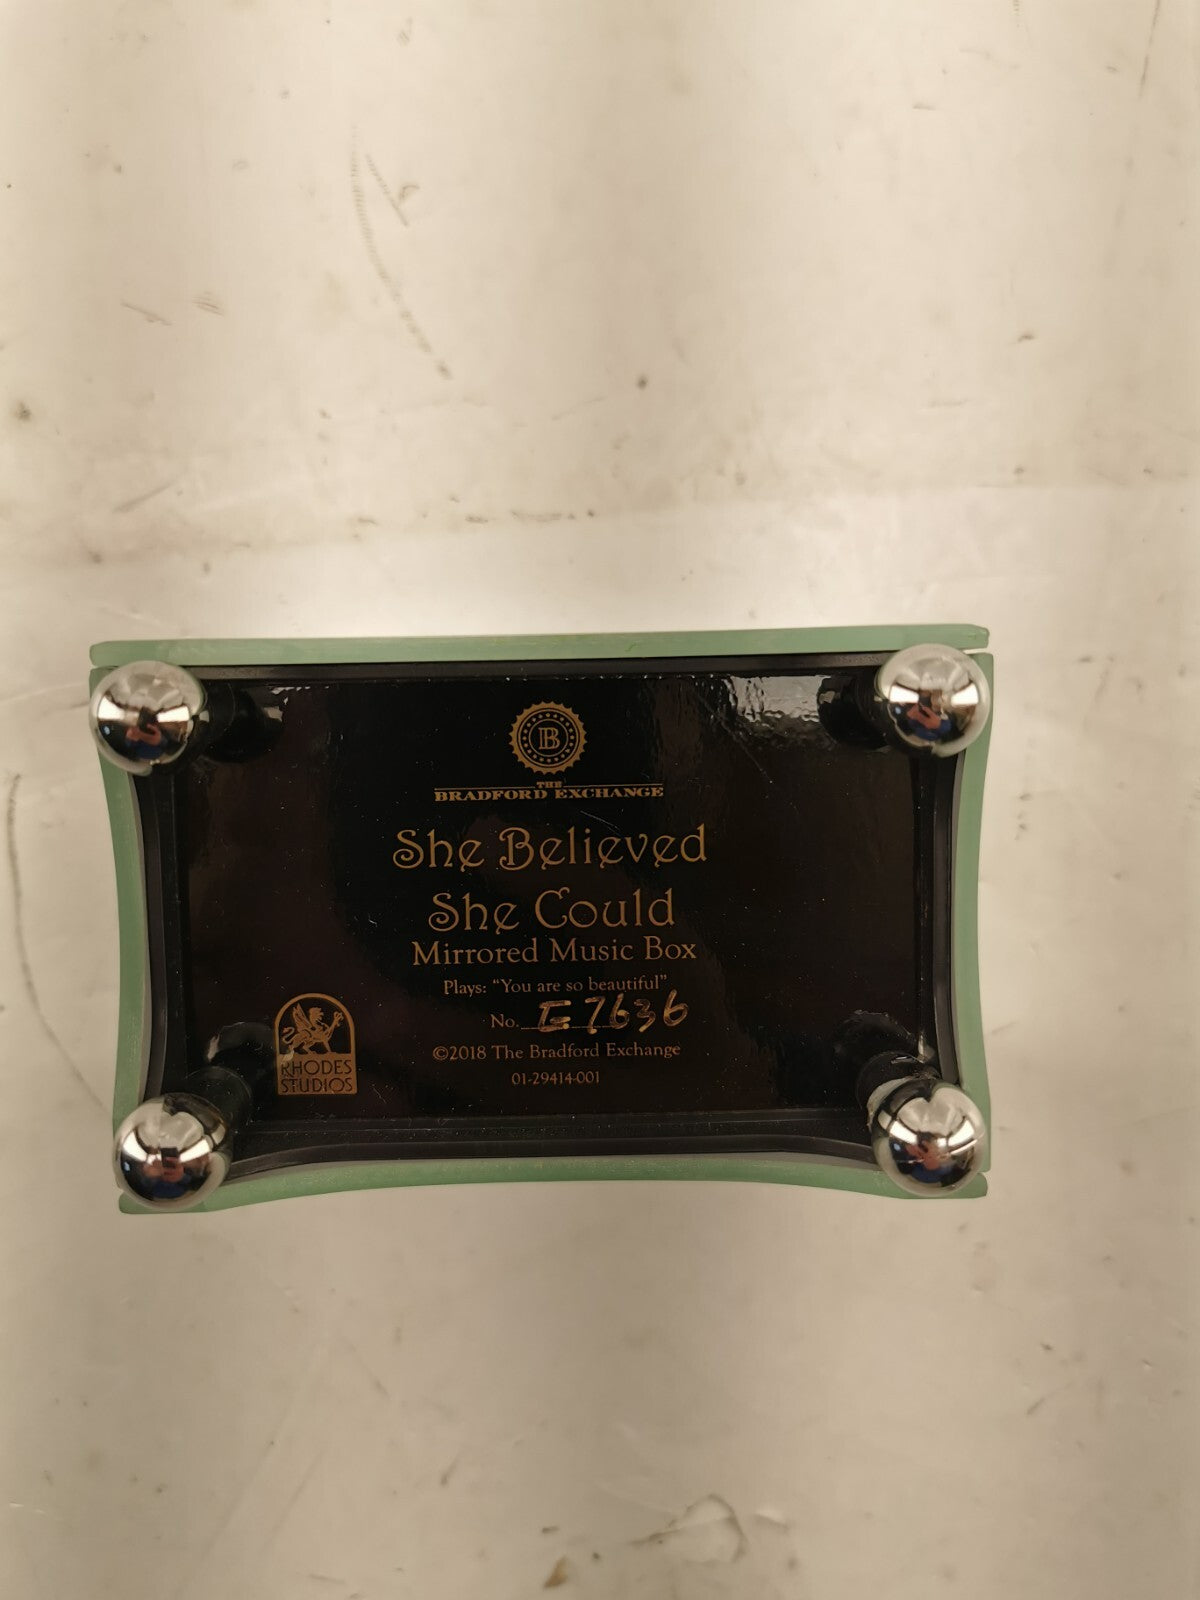 B
THE
BRADFORD EXCHANGE
She Believed
She Could
Mirrored Music Box
Plays: “You are so beautiful”
No. E7636
©2018 The Bradford Exchange
01-29414-001
RHODES
STUDIOS